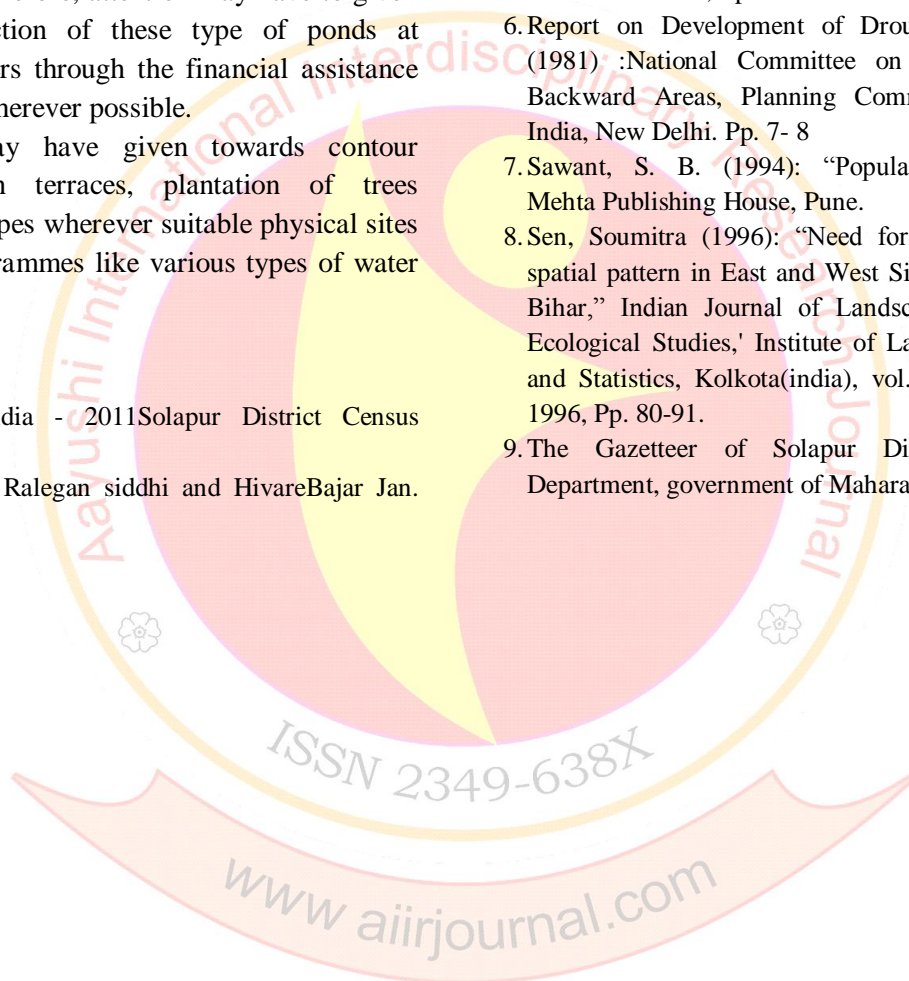 ction of these type of ponds at
rs through the financial assistance
herever possible.
ay have given towards contour
terraces, plantation of trees
pes wherever suitable physical sites
rammes like various types of water
dia - 2011Solapur District Census
Ralegan siddhi and HivareBajar Jan.
6. Report on Development of Drou
(1981) :National Committee on
Backward Areas, Planning Comm
India, New Delhi. Pp. 7- 8
7. Sawant, S. B. (1994): “Popula
Mehta Publishing House, Pune.
8. Sen, Soumitra (1996): “Need for
spatial pattern in East and West Si
Bihar,” Indian Journal of Landsc
Ecological Studies,' Institute of La
and Statistics, Kolkota(india), vol.
1996, Pp. 80-91.
9. The Gazetteer of Solapur Di
Department, government of Mahara
Aayushi International Interdisciplinary Research Journal
ISSN 2349-638X
www aiirjournal.com